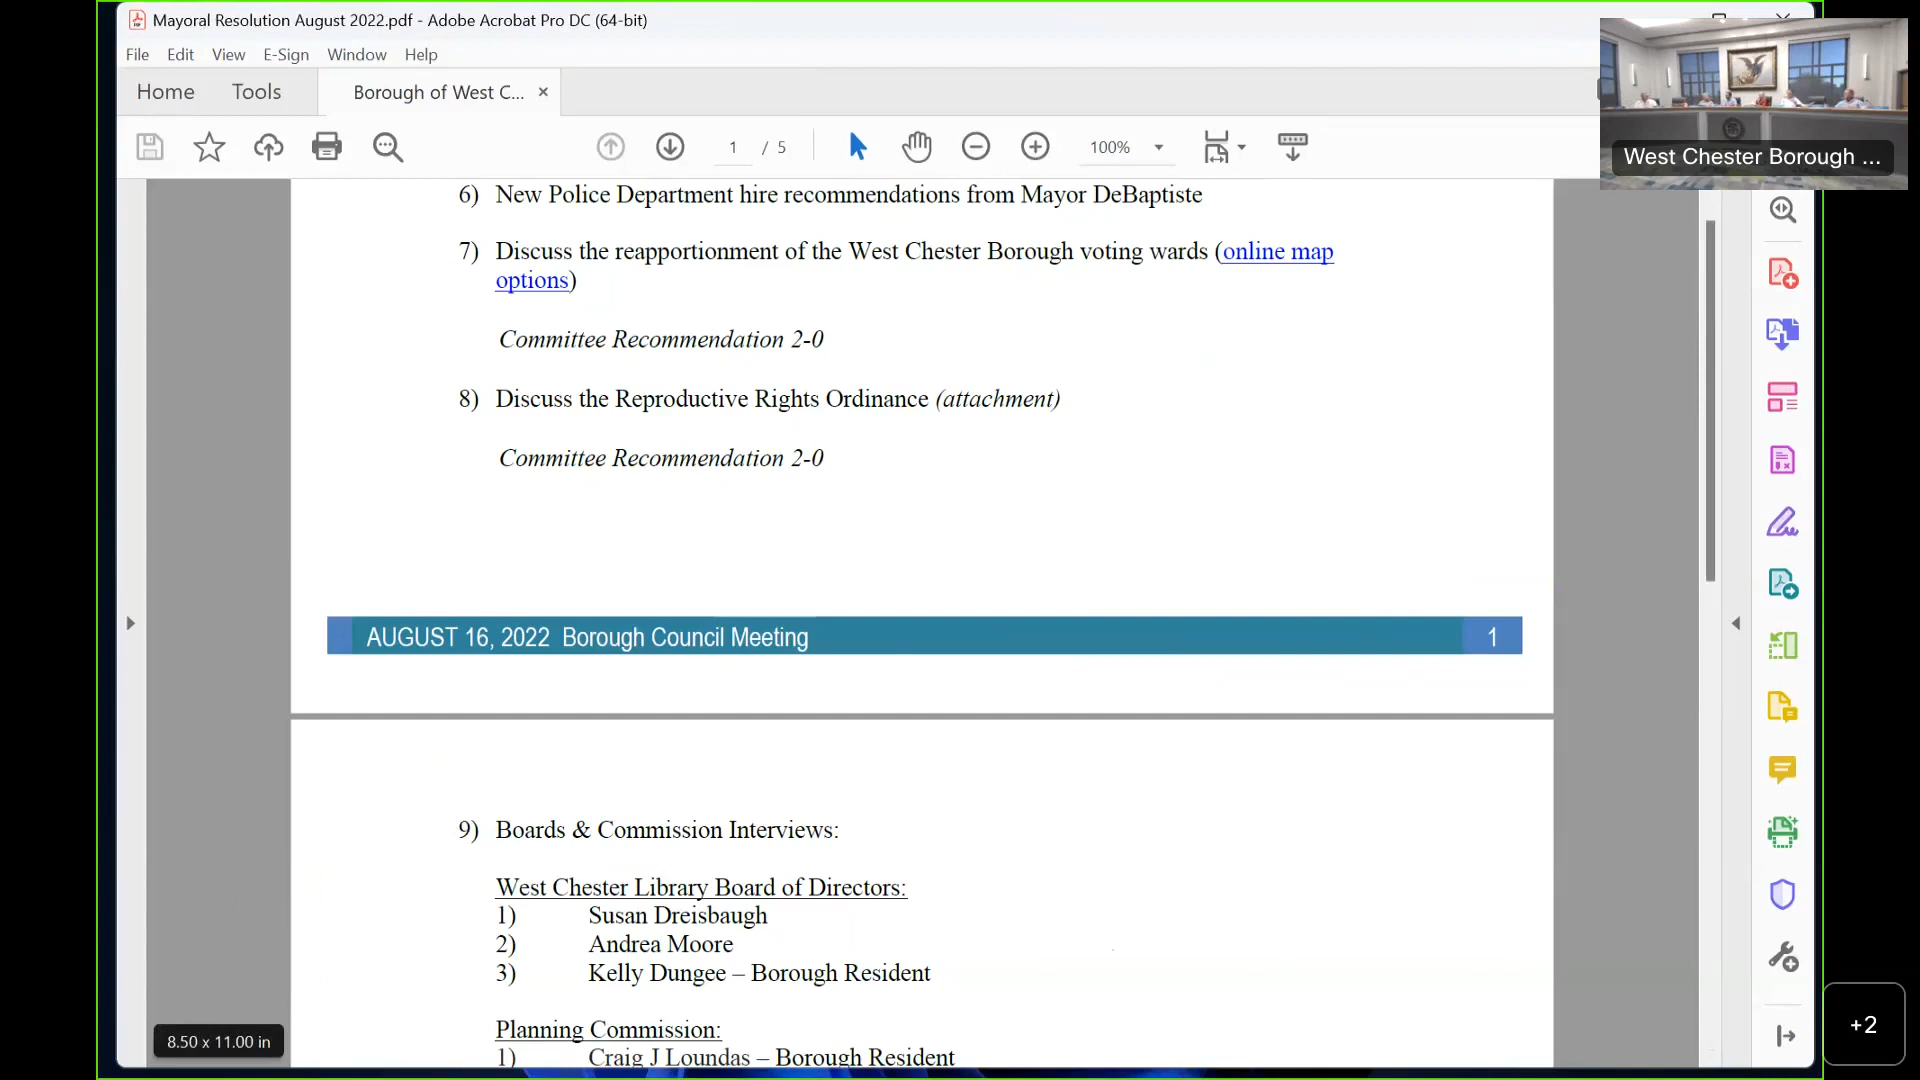 Mayoral Resolution August 2022.pdf - Adobe Acrobat Pro DC (64-bit)
File Edit View E-Sign Window Help
Home Tools Borough of West C... ×
1 / 5 100%
West Chester Borough ...
6) New Police Department hire recommendations from Mayor DeBaptiste
7) Discuss the reapportionment of the West Chester Borough voting wards (online map
options)
Committee Recommendation 2-0
8) Discuss the Reproductive Rights Ordinance (attachment)
Committee Recommendation 2-0
AUGUST 16, 2022 Borough Council Meeting 1
9) Boards & Commission Interviews:
West Chester Library Board of Directors:
1) Susan Dreisbaugh
2) Andrea Moore
3) Kelly Dungee – Borough Resident
Planning Commission:
1) Craig J Loundas – Borough Resident
8.50 x 11.00 in
+2